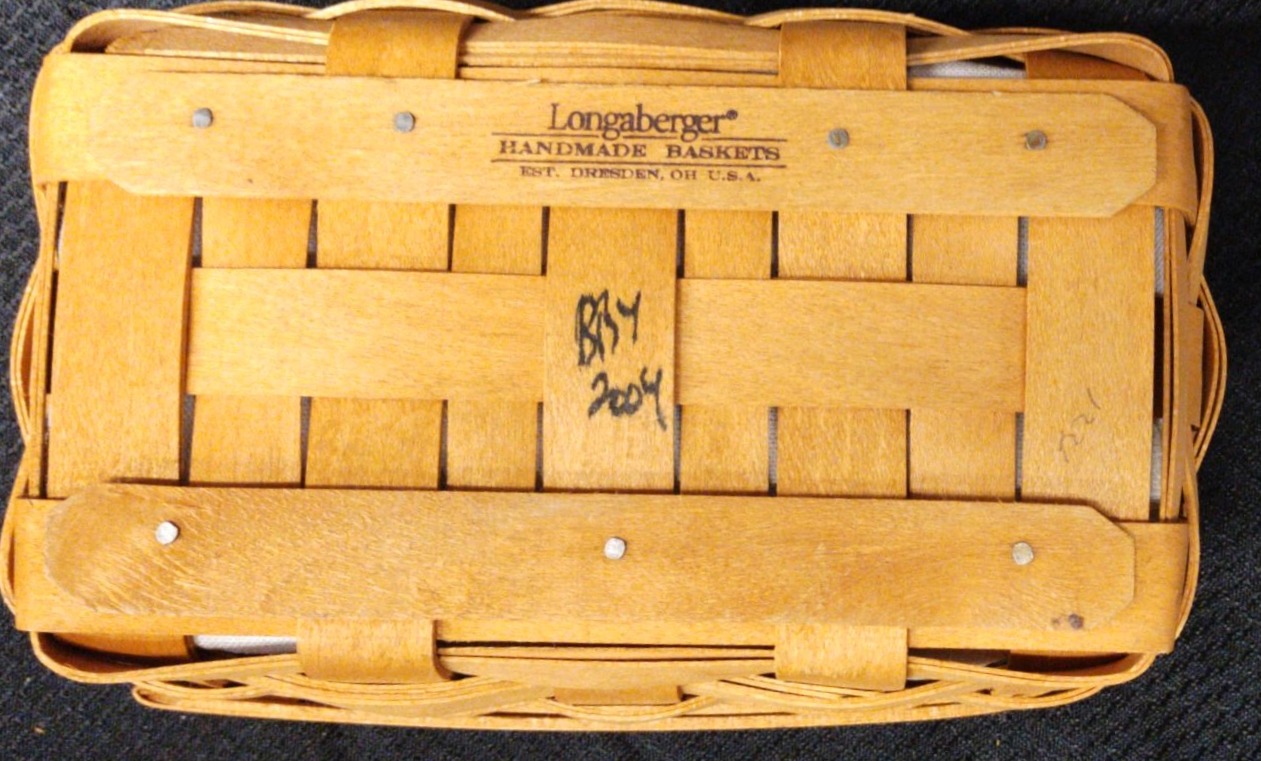 Longaberger®
HANDMADE BASKETS
EST. DRESDEN, OH U.S.A.
BBY
2004